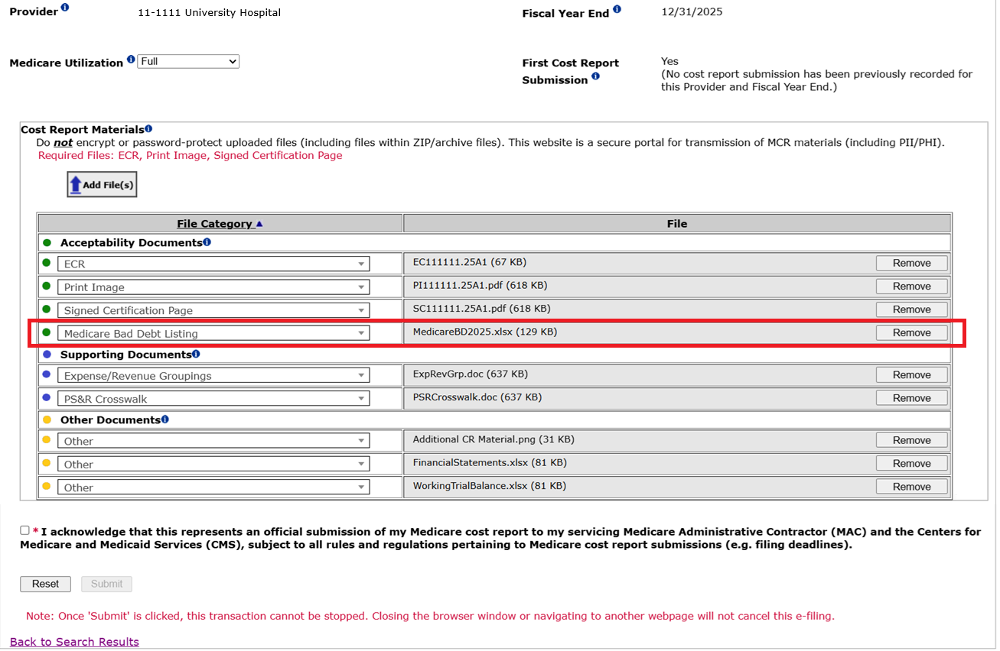 Provider
11-1111 University Hospital
Fiscal Year End
12/31/2025
Medicare Utilization
Full
First Cost Report
Submission
Yes
(No cost report submission has been previously recorded for
this Provider and Fiscal Year End.)
Cost Report Materials
Do not encrypt or password-protect uploaded files (including files within ZIP/archive files). This website is a secure portal for transmission of MCR materials (including PII/PHI).
Required Files: ECR, Print Image, Signed Certification Page
Add File(s)
File Category ▲ File
Acceptability Documents
ECR EC111111.25A1 (67 KB) Remove
Print Image PI111111.25A1.pdf (618 KB) Remove
Signed Certification Page SC111111.25A1.pdf (618 KB) Remove
Medicare Bad Debt Listing MedicareBD2025.xlsx (129 KB) Remove
Supporting Documents
Expense/Revenue Groupings ExpRevGrp.doc (637 KB) Remove
PS&R Crosswalk PSRCrosswalk.doc (637 KB) Remove
Other Documents
Other Additional CR Material.png (31 KB) Remove
Other FinancialStatements.xlsx (81 KB) Remove
Other WorkingTrialBalance.xlsx (81 KB) Remove
* I acknowledge that this represents an official submission of my Medicare cost report to my servicing Medicare Administrative Contractor (MAC) and the Centers for
Medicare and Medicaid Services (CMS), subject to all rules and regulations pertaining to Medicare cost report submissions (e.g. filing deadlines).
Reset Submit
Note: Once 'Submit' is clicked, this transaction cannot be stopped. Closing the browser window or navigating to another webpage will not cancel this e-filing.
Back to Search Results